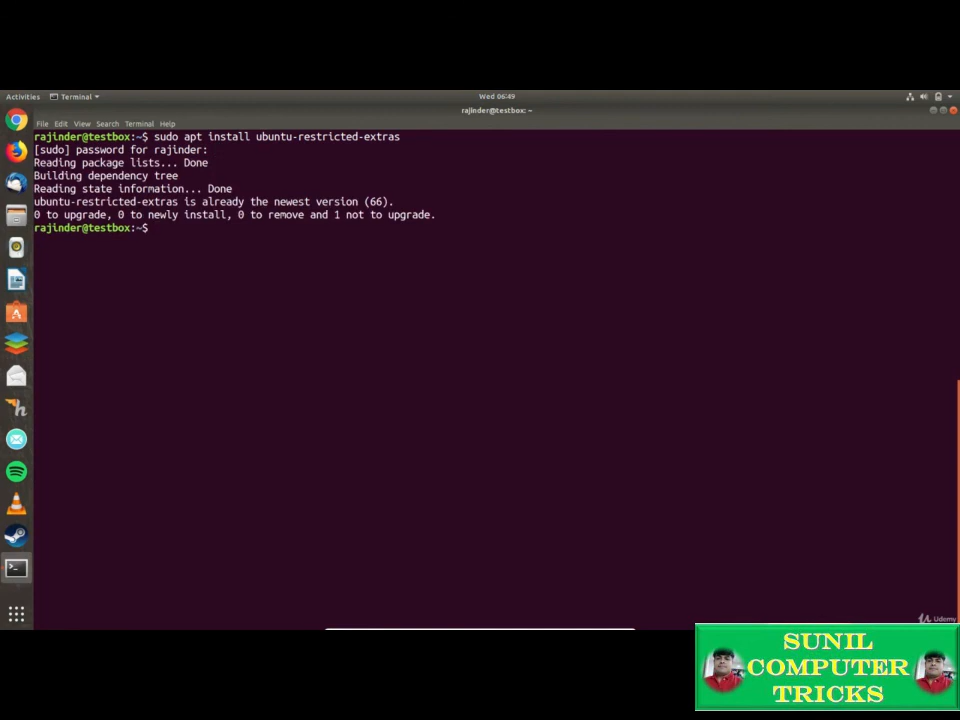 Activities Terminal Wed 06:49
rajinder@testbox: ~
File Edit View Search Terminal Help
rajinder@testbox:~$ sudo apt install ubuntu-restricted-extras
[sudo] password for rajinder:
Reading package lists... Done
Building dependency tree
Reading state information... Done
ubuntu-restricted-extras is already the newest version (66).
0 to upgrade, 0 to newly install, 0 to remove and 1 not to upgrade.
rajinder@testbox:~$
Udemy
SUNIL
COMPUTER
TRICKS